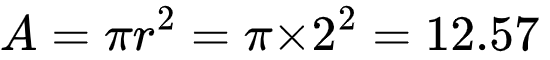 A = πr² = π×2² = 12.57